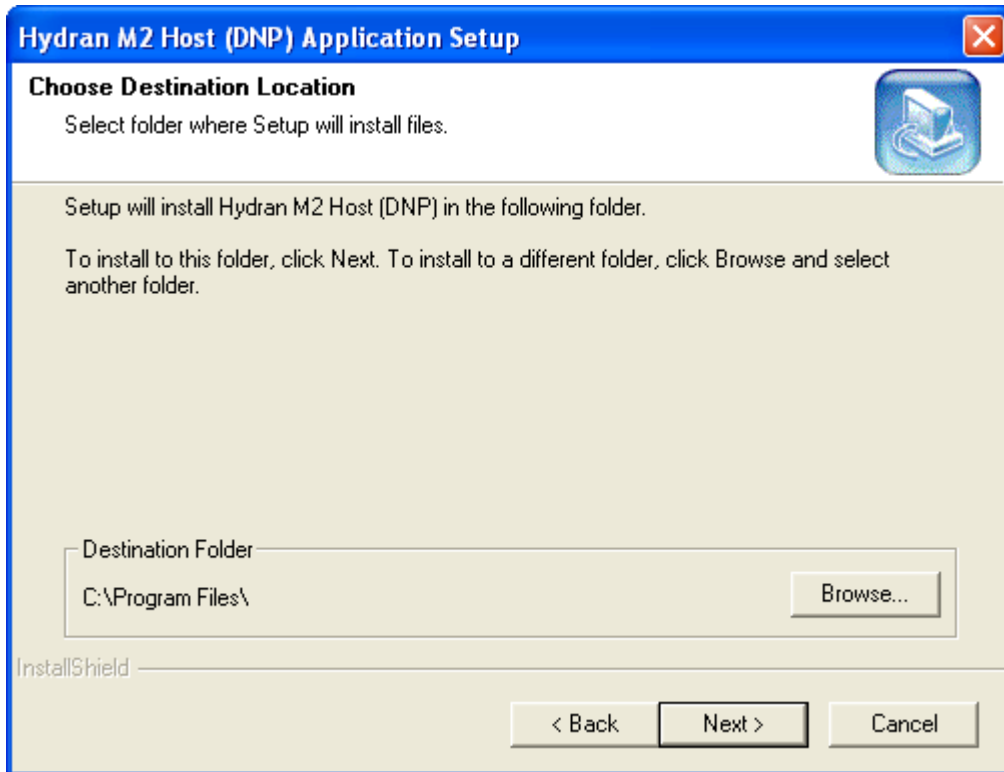 Hydran M2 Host (DNP) Application Setup
Choose Destination Location
Select folder where Setup will install files.
Setup will install Hydran M2 Host (DNP) in the following folder.
To install to this folder, click Next. To install to a different folder, click Browse and select
another folder.
Destination Folder
C:\Program Files\
Browse...
InstallShield
< Back
Next >
Cancel